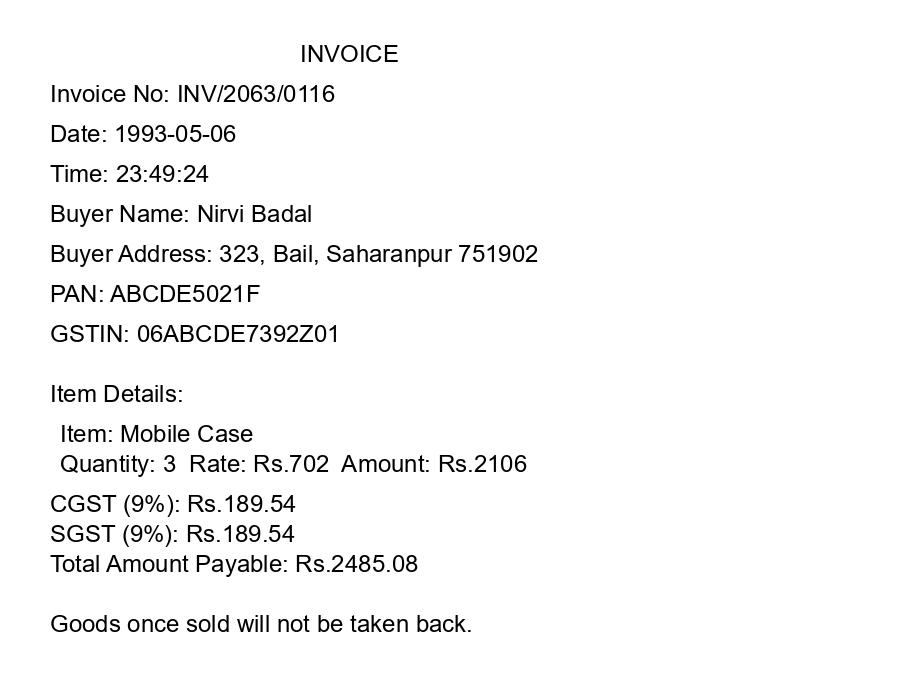 INVOICE
Invoice No: INV/2063/0116
Date: 1993-05-06
Time: 23:49:24
Buyer Name: Nirvi Badal
Buyer Address: 323, Bail, Saharanpur 751902
PAN: ABCDE5021F
GSTIN: 06ABCDE7392Z01
Item Details:
Item: Mobile Case
Quantity: 3  Rate: Rs.702  Amount: Rs.2106
CGST (9%): Rs.189.54
SGST (9%): Rs.189.54
Total Amount Payable: Rs.2485.08
Goods once sold will not be taken back.